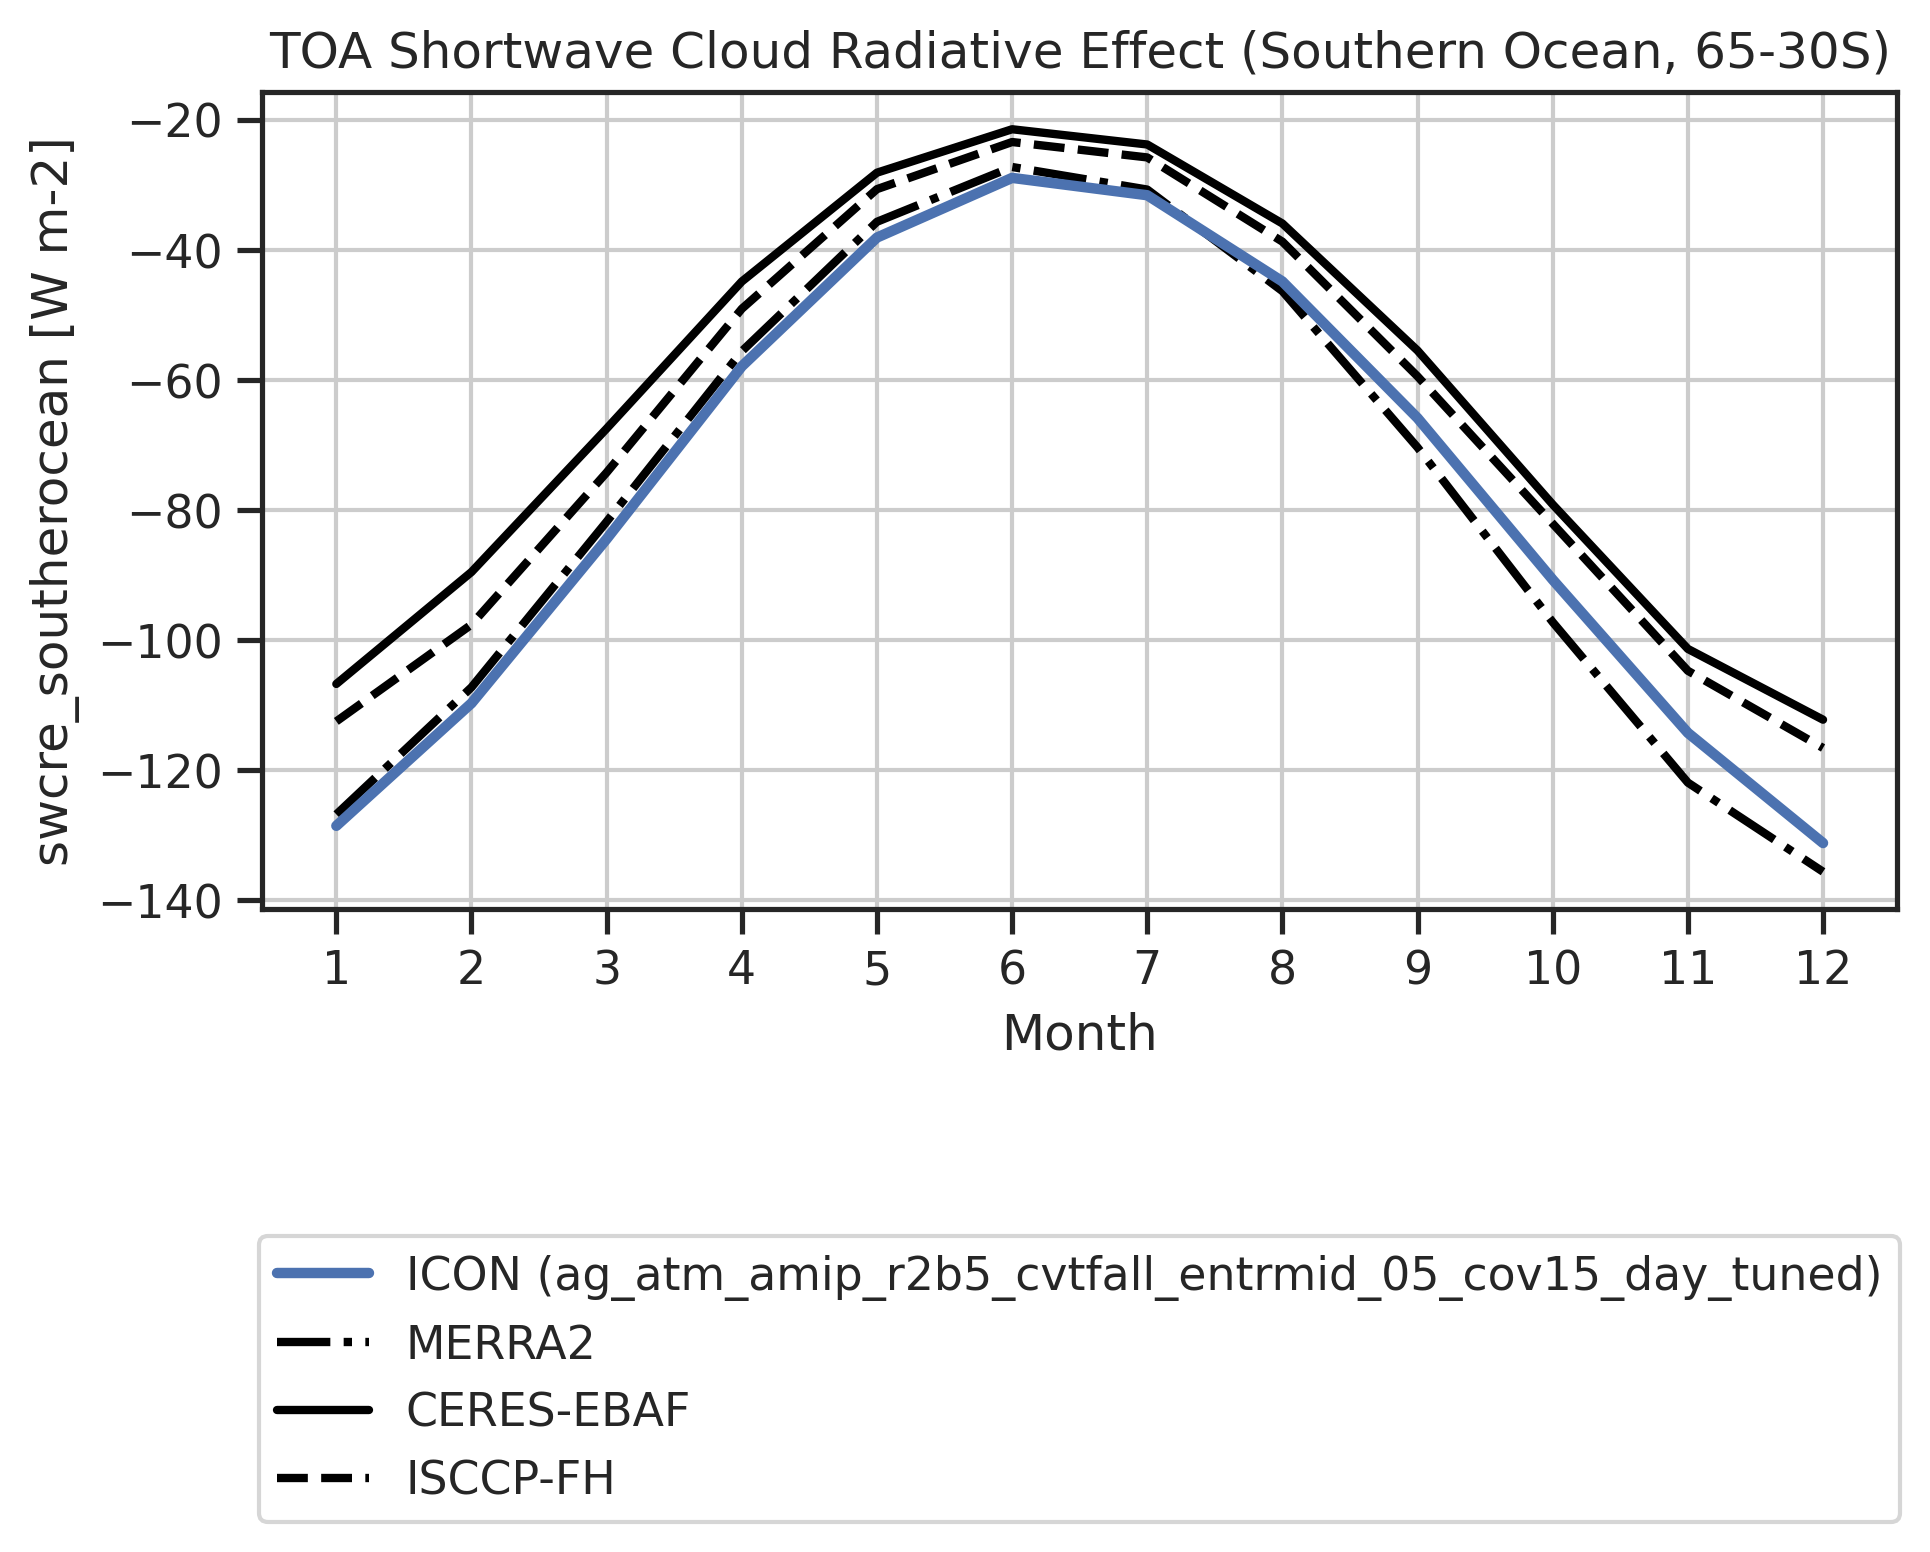 TOA Shortwave Cloud Radiative Effect (Southern Ocean, 65-30S)
swcre_southerocean [W m-2]
−20
−40
−60
−80
−100
−120
−140
1 2 3 4 5 6 7 8 9 10 11 12
Month
ICON (ag_atm_amip_r2b5_cvtfall_entrmid_05_cov15_day_tuned)
MERRA2
CERES-EBAF
ISCCP-FH